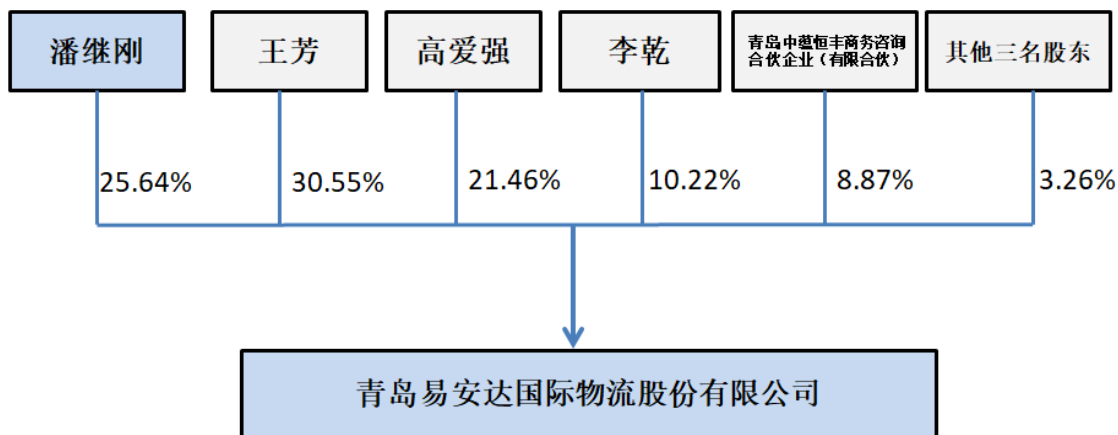 潘继刚
王芳
高爱强
李乾
青岛中蕴恒丰商务咨询
合伙企业（有限合伙）
其他三名股东
25.64%
30.55%
21.46%
10.22%
8.87%
3.26%
青岛易安达国际物流股份有限公司